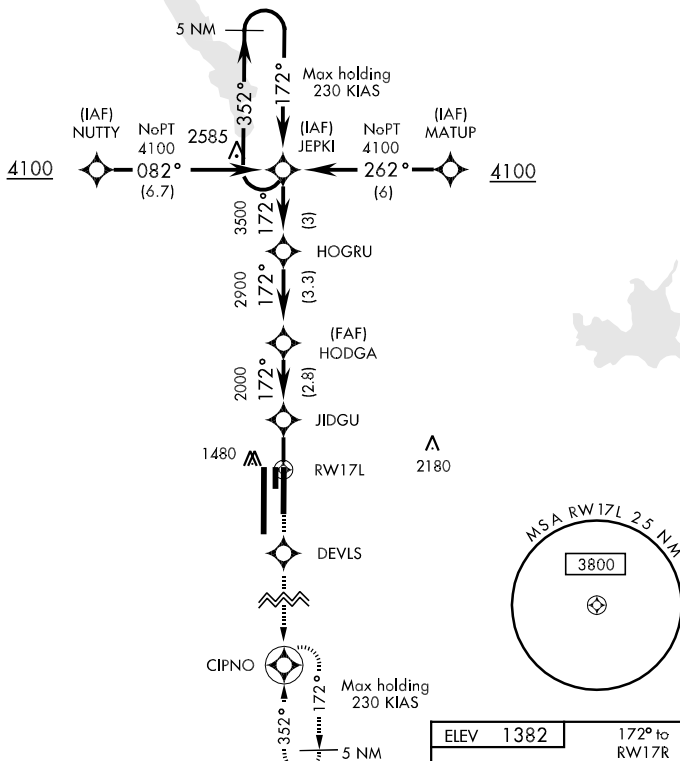 5 NM
352°
172°
Max holding
230 KIAS
(IAF)
NUTTY
NoPT
4100
082°
(6.7)
4100
2585
(IAF)
JEPKI
NoPT
4100
262°
(6)
(IAF)
MATUP
4100
3500
172°
(3)
HOGRU
2900
172°
(3.3)
(FAF)
HODGA
2000
172°
(2.8)
JIDGU
1480
RW17L
2180
DEVLS
MSA RW17L 25 NM
3800
CIPNO
352°
172°
Max holding
230 KIAS
5 NM
ELEV 1382
172° to
RW17R